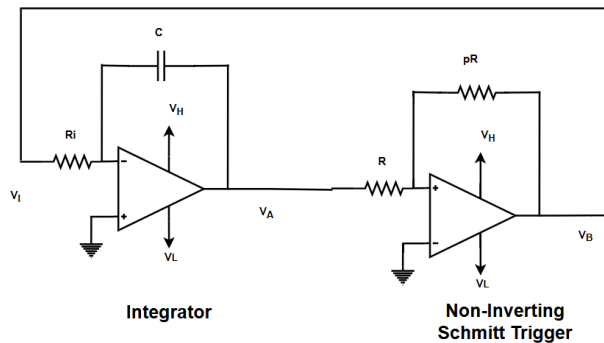 C
pR
Ri
VH
R
VH
VI
VA
VB
VL
VL
Integrator
Non-Inverting
Schmitt Trigger
− +
+ −